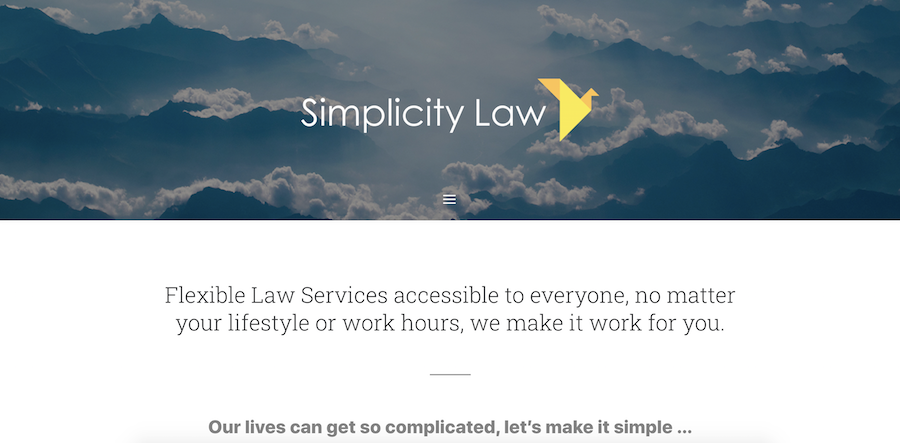 Simplicity Law
Flexible Law Services accessible to everyone, no matter
your lifestyle or work hours, we make it work for you.
Our lives can get so complicated, let’s make it simple ...